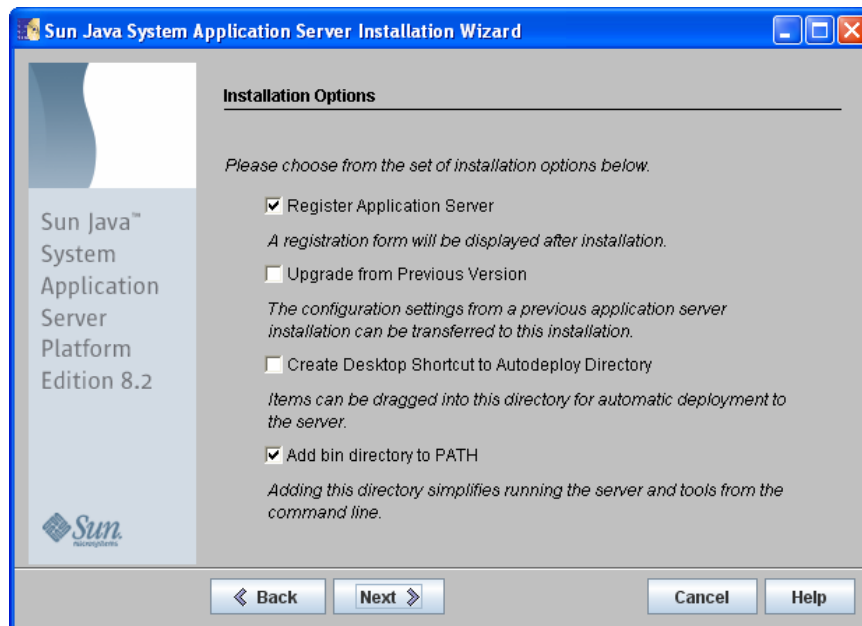 Sun Java System Application Server Installation Wizard
Sun Java™
System
Application
Server
Platform
Edition 8.2
Sun
microsystems
Installation Options
Please choose from the set of installation options below.
Register Application Server
A registration form will be displayed after installation.
Upgrade from Previous Version
The configuration settings from a previous application server
installation can be transferred to this installation.
Create Desktop Shortcut to Autodeploy Directory
Items can be dragged into this directory for automatic deployment to
the server.
Add bin directory to PATH
Adding this directory simplifies running the server and tools from the
command line.
Back
Next
Cancel
Help